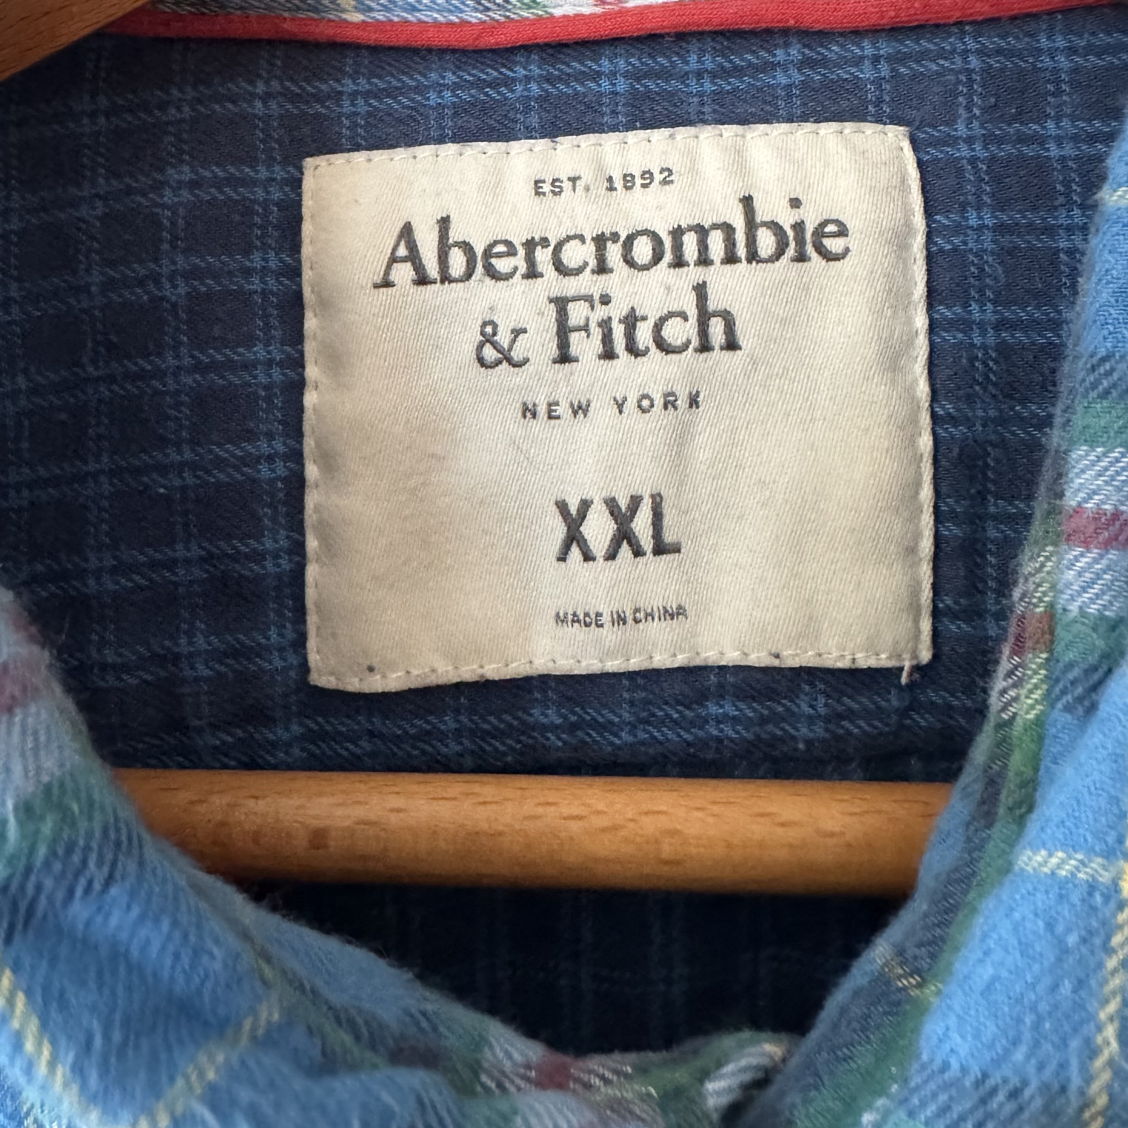 EST. 1892
Abercrombie
& Fitch
NEW YORK
XXL
MADE IN CHINA